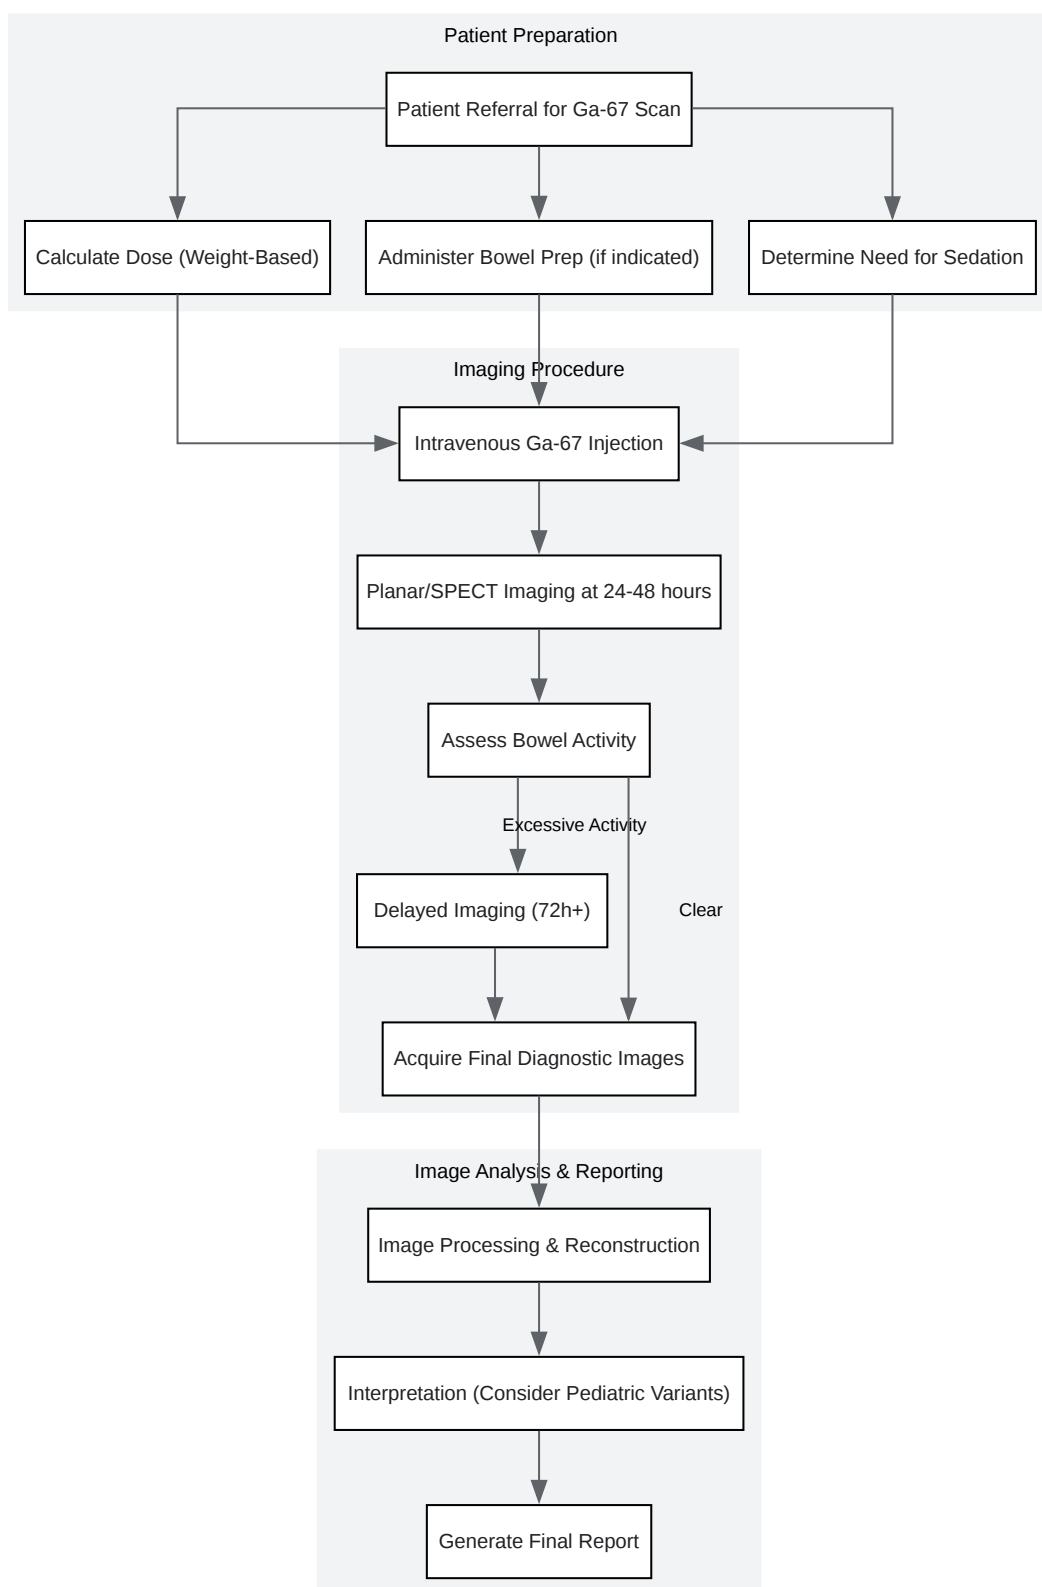 Patient Preparation
Patient Referral for Ga-67 Scan
Calculate Dose (Weight-Based)
Administer Bowel Prep (if indicated)
Determine Need for Sedation
Imaging Procedure
Intravenous Ga-67 Injection
Planar/SPECT Imaging at 24-48 hours
Assess Bowel Activity
Excessive Activity
Delayed Imaging (72h+)
Clear
Acquire Final Diagnostic Images
Image Analysis & Reporting
Image Processing & Reconstruction
Interpretation (Consider Pediatric Variants)
Generate Final Report